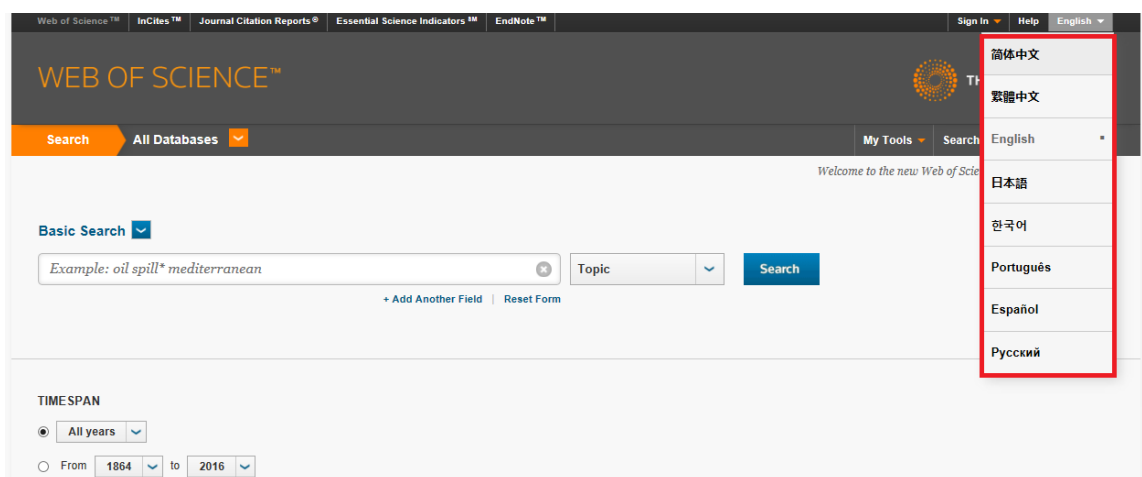 Web of Science™ InCites™ Journal Citation Reports® Essential Science Indicators℠ EndNote™ Sign In Help English
WEB OF SCIENCE™
Search All Databases My Tools Search
Welcome to the new Web of
Basic Search
Example: oil spill* mediterranean Topic Search
+ Add Another Field | Reset Form
TIMESPAN
All years
From 1864 to 2016
简体中文
繁體中文
English
日本語
한국어
Português
Español
Русский